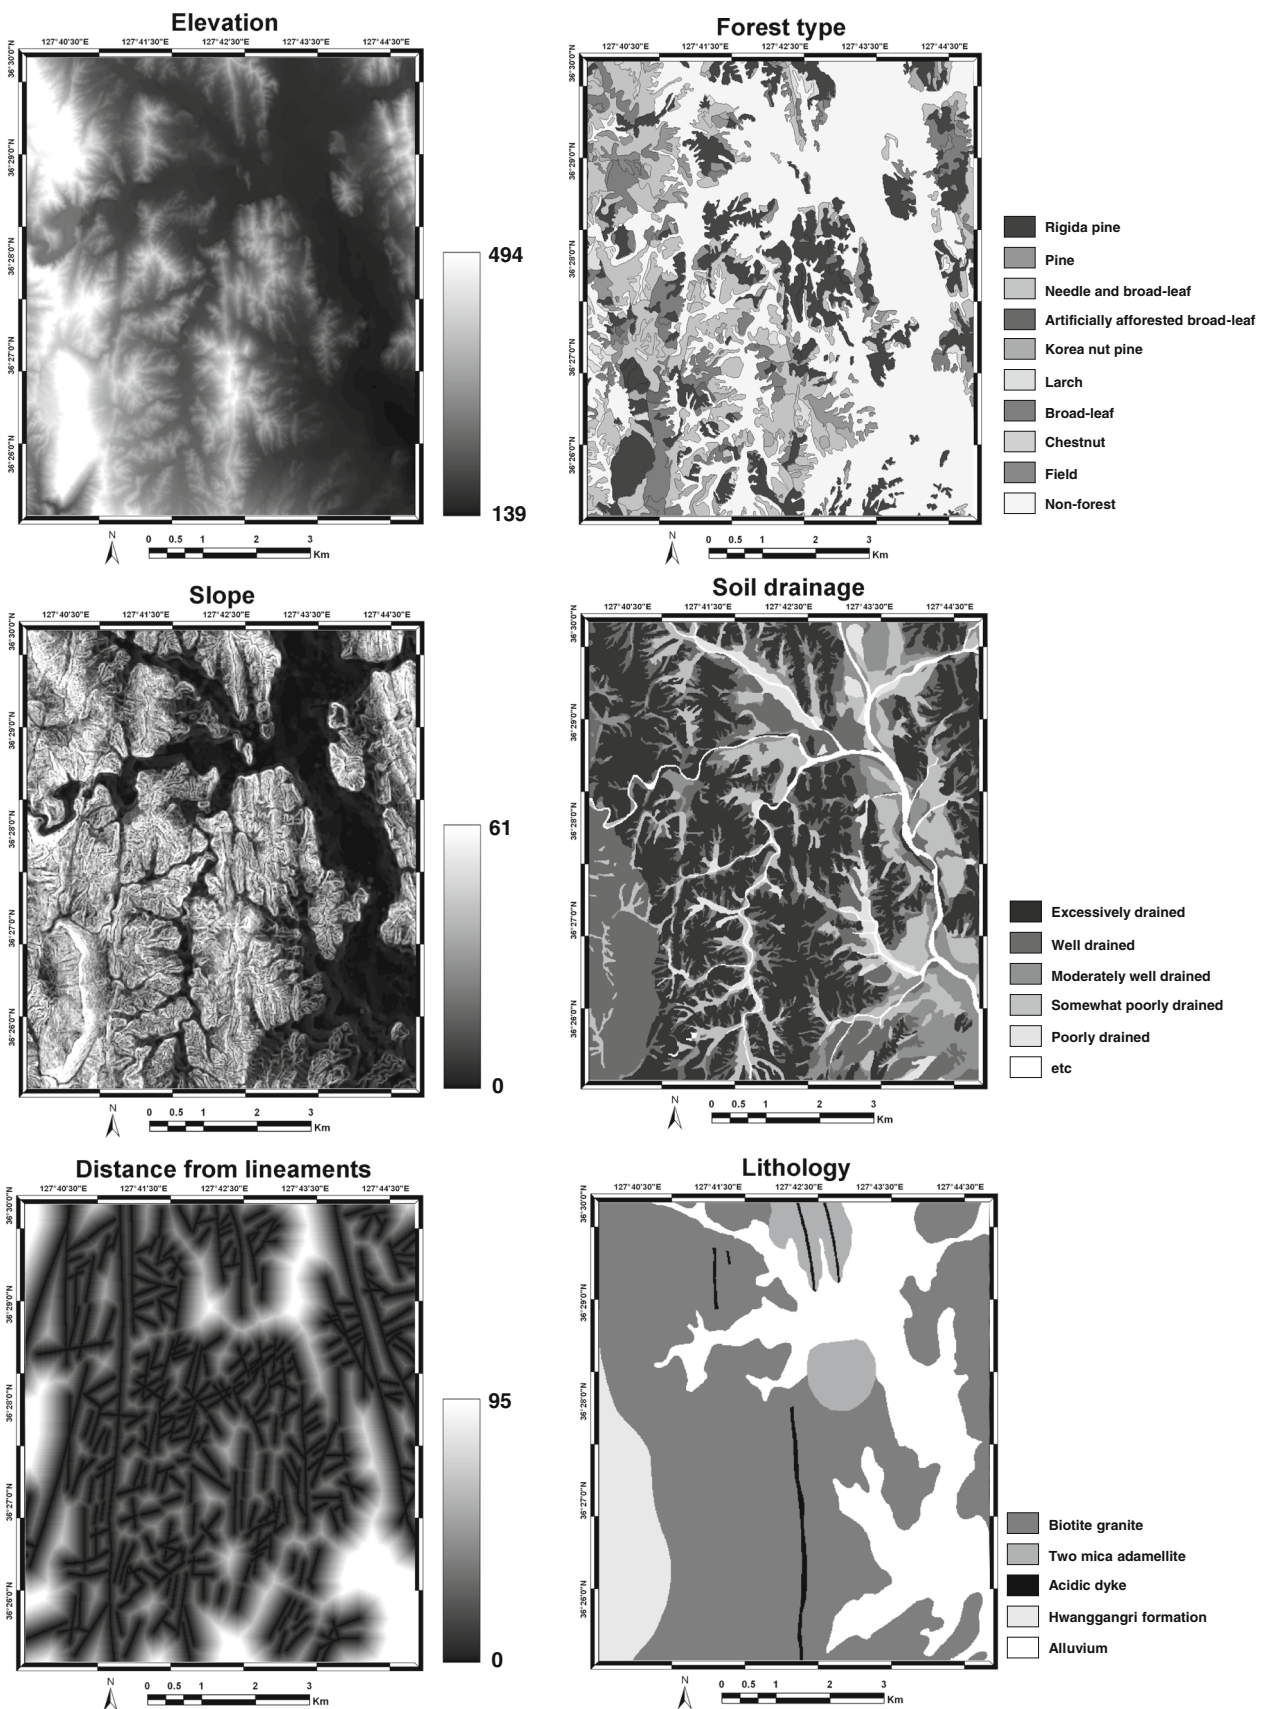 Elevation
127°40'30"E 127°41'30"E 127°42'30"E 127°43'30"E 127°44'30"E
36°30'0"N
36°29'0"N
36°28'0"N
36°27'0"N
36°26'0"N
494
139
N
0 0.5 1 2 3
Km
Forest type
127°40'30"E 127°41'30"E 127°42'30"E 127°43'30"E 127°44'30"E
36°30'0"N
36°29'0"N
36°28'0"N
36°27'0"N
36°26'0"N
Rigida pine
Pine
Needle and broad-leaf
Artificially afforested broad-leaf
Korea nut pine
Larch
Broad-leaf
Chestnut
Field
Non-forest
N
0 0.5 1 2 3
Km
Slope
127°40'30"E 127°41'30"E 127°42'30"E 127°43'30"E 127°44'30"E
36°30'0"N
36°29'0"N
36°28'0"N
36°27'0"N
36°26'0"N
61
0
N
0 0.5 1 2 3
Km
Soil drainage
127°40'30"E 127°41'30"E 127°42'30"E 127°43'30"E 127°44'30"E
36°30'0"N
36°29'0"N
36°28'0"N
36°27'0"N
36°26'0"N
Excessively drained
Well drained
Moderately well drained
Somewhat poorly drained
Poorly drained
etc
N
0 0.5 1 2 3
Km
Distance from lineaments
127°40'30"E 127°41'30"E 127°42'30"E 127°43'30"E 127°44'30"E
36°30'0"N
36°29'0"N
36°28'0"N
36°27'0"N
36°26'0"N
95
0
N
0 0.5 1 2 3
Km
Lithology
127°40'30"E 127°41'30"E 127°42'30"E 127°43'30"E 127°44'30"E
36°30'0"N
36°29'0"N
36°28'0"N
36°27'0"N
36°26'0"N
Biotite granite
Two mica adamellite
Acidic dyke
Hwanggangri formation
Alluvium
N
0 0.5 1 2 3
Km